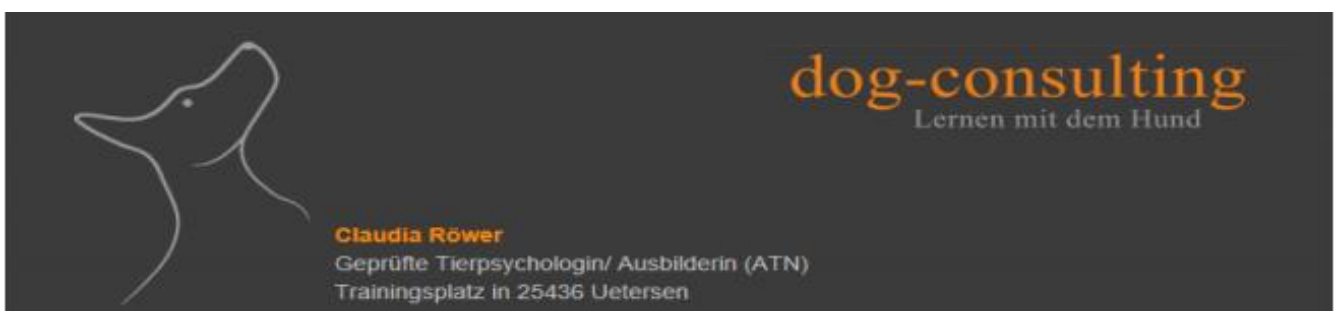 dog-consulting
Lernen mit dem Hund
Claudia Röwer
Geprüfte Tierpsychologin/ Ausbilderin (ATN)
Trainingsplatz in 25436 Uetersen